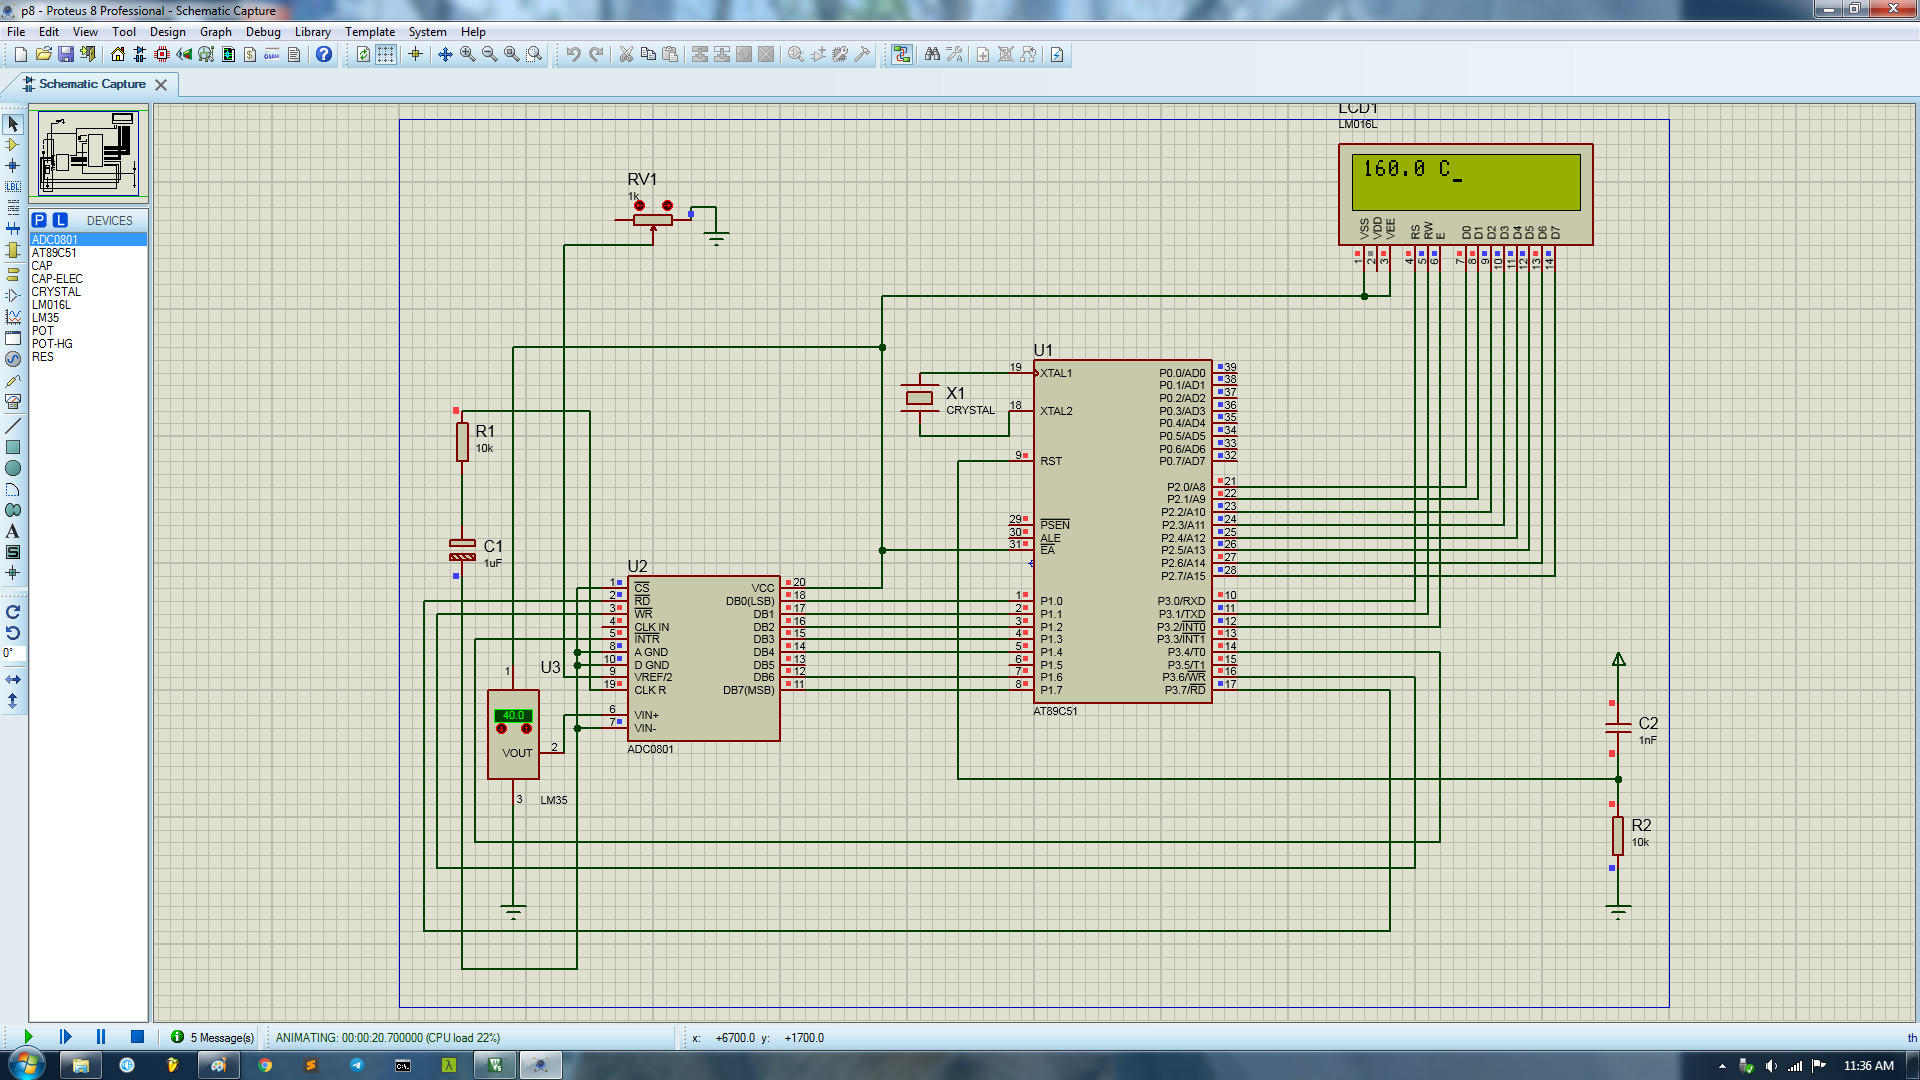 p8 - Proteus 8 Professional - Schematic Capture
File Edit View Tool Design Graph Debug Library Template System Help
Schematic Capture
P L DEVICES
ADC0801
AT89C51
CAP
CAP-ELEC
CRYSTAL
LM016L
LM35
POT
POT-HG
RES
LBL
A
S
0°
LCD1
LM016L
160.0 C_
VSS VDD VEE RS RW E D0 D1 D2 D3 D4 D5 D6 D7
1 2 3 4 5 6 7 8 9 10 11 12 13 14
RV1
1k
R1
10k
C1
1uF
X1
CRYSTAL
U1
19 XTAL1
18 XTAL2
9 RST
29 PSEN
30 ALE
31 EA
1 P1.0
2 P1.1
3 P1.2
4 P1.3
5 P1.4
6 P1.5
7 P1.6
8 P1.7
P0.0/AD0 39
P0.1/AD1 38
P0.2/AD2 37
P0.3/AD3 36
P0.4/AD4 35
P0.5/AD5 34
P0.6/AD6 33
P0.7/AD7 32
P2.0/A8 21
P2.1/A9 22
P2.2/A10 23
P2.3/A11 24
P2.4/A12 25
P2.5/A13 26
P2.6/A14 27
P2.7/A15 28
P3.0/RXD 10
P3.1/TXD 11
P3.2/INT0 12
P3.3/INT1 13
P3.4/T0 14
P3.5/T1 15
P3.6/WR 16
P3.7/RD 17
AT89C51
U2
1 CS
2 RD
3 WR
4 CLK IN
5 INTR
8 A GND
10 D GND
9 VREF/2
19 CLK R
6 VIN+
7 VIN-
VCC 20
DB0(LSB) 18
DB1 17
DB2 16
DB3 15
DB4 14
DB5 13
DB6 12
DB7(MSB) 11
ADC0801
U3
1
40.0
VOUT 2
3
LM35
C2
1nF
R2
10k
5 Message(s)
ANIMATING: 00:00:20.700000 (CPU load 22%)
x: +6700.0 y: +1700.0
th
11:36 AM